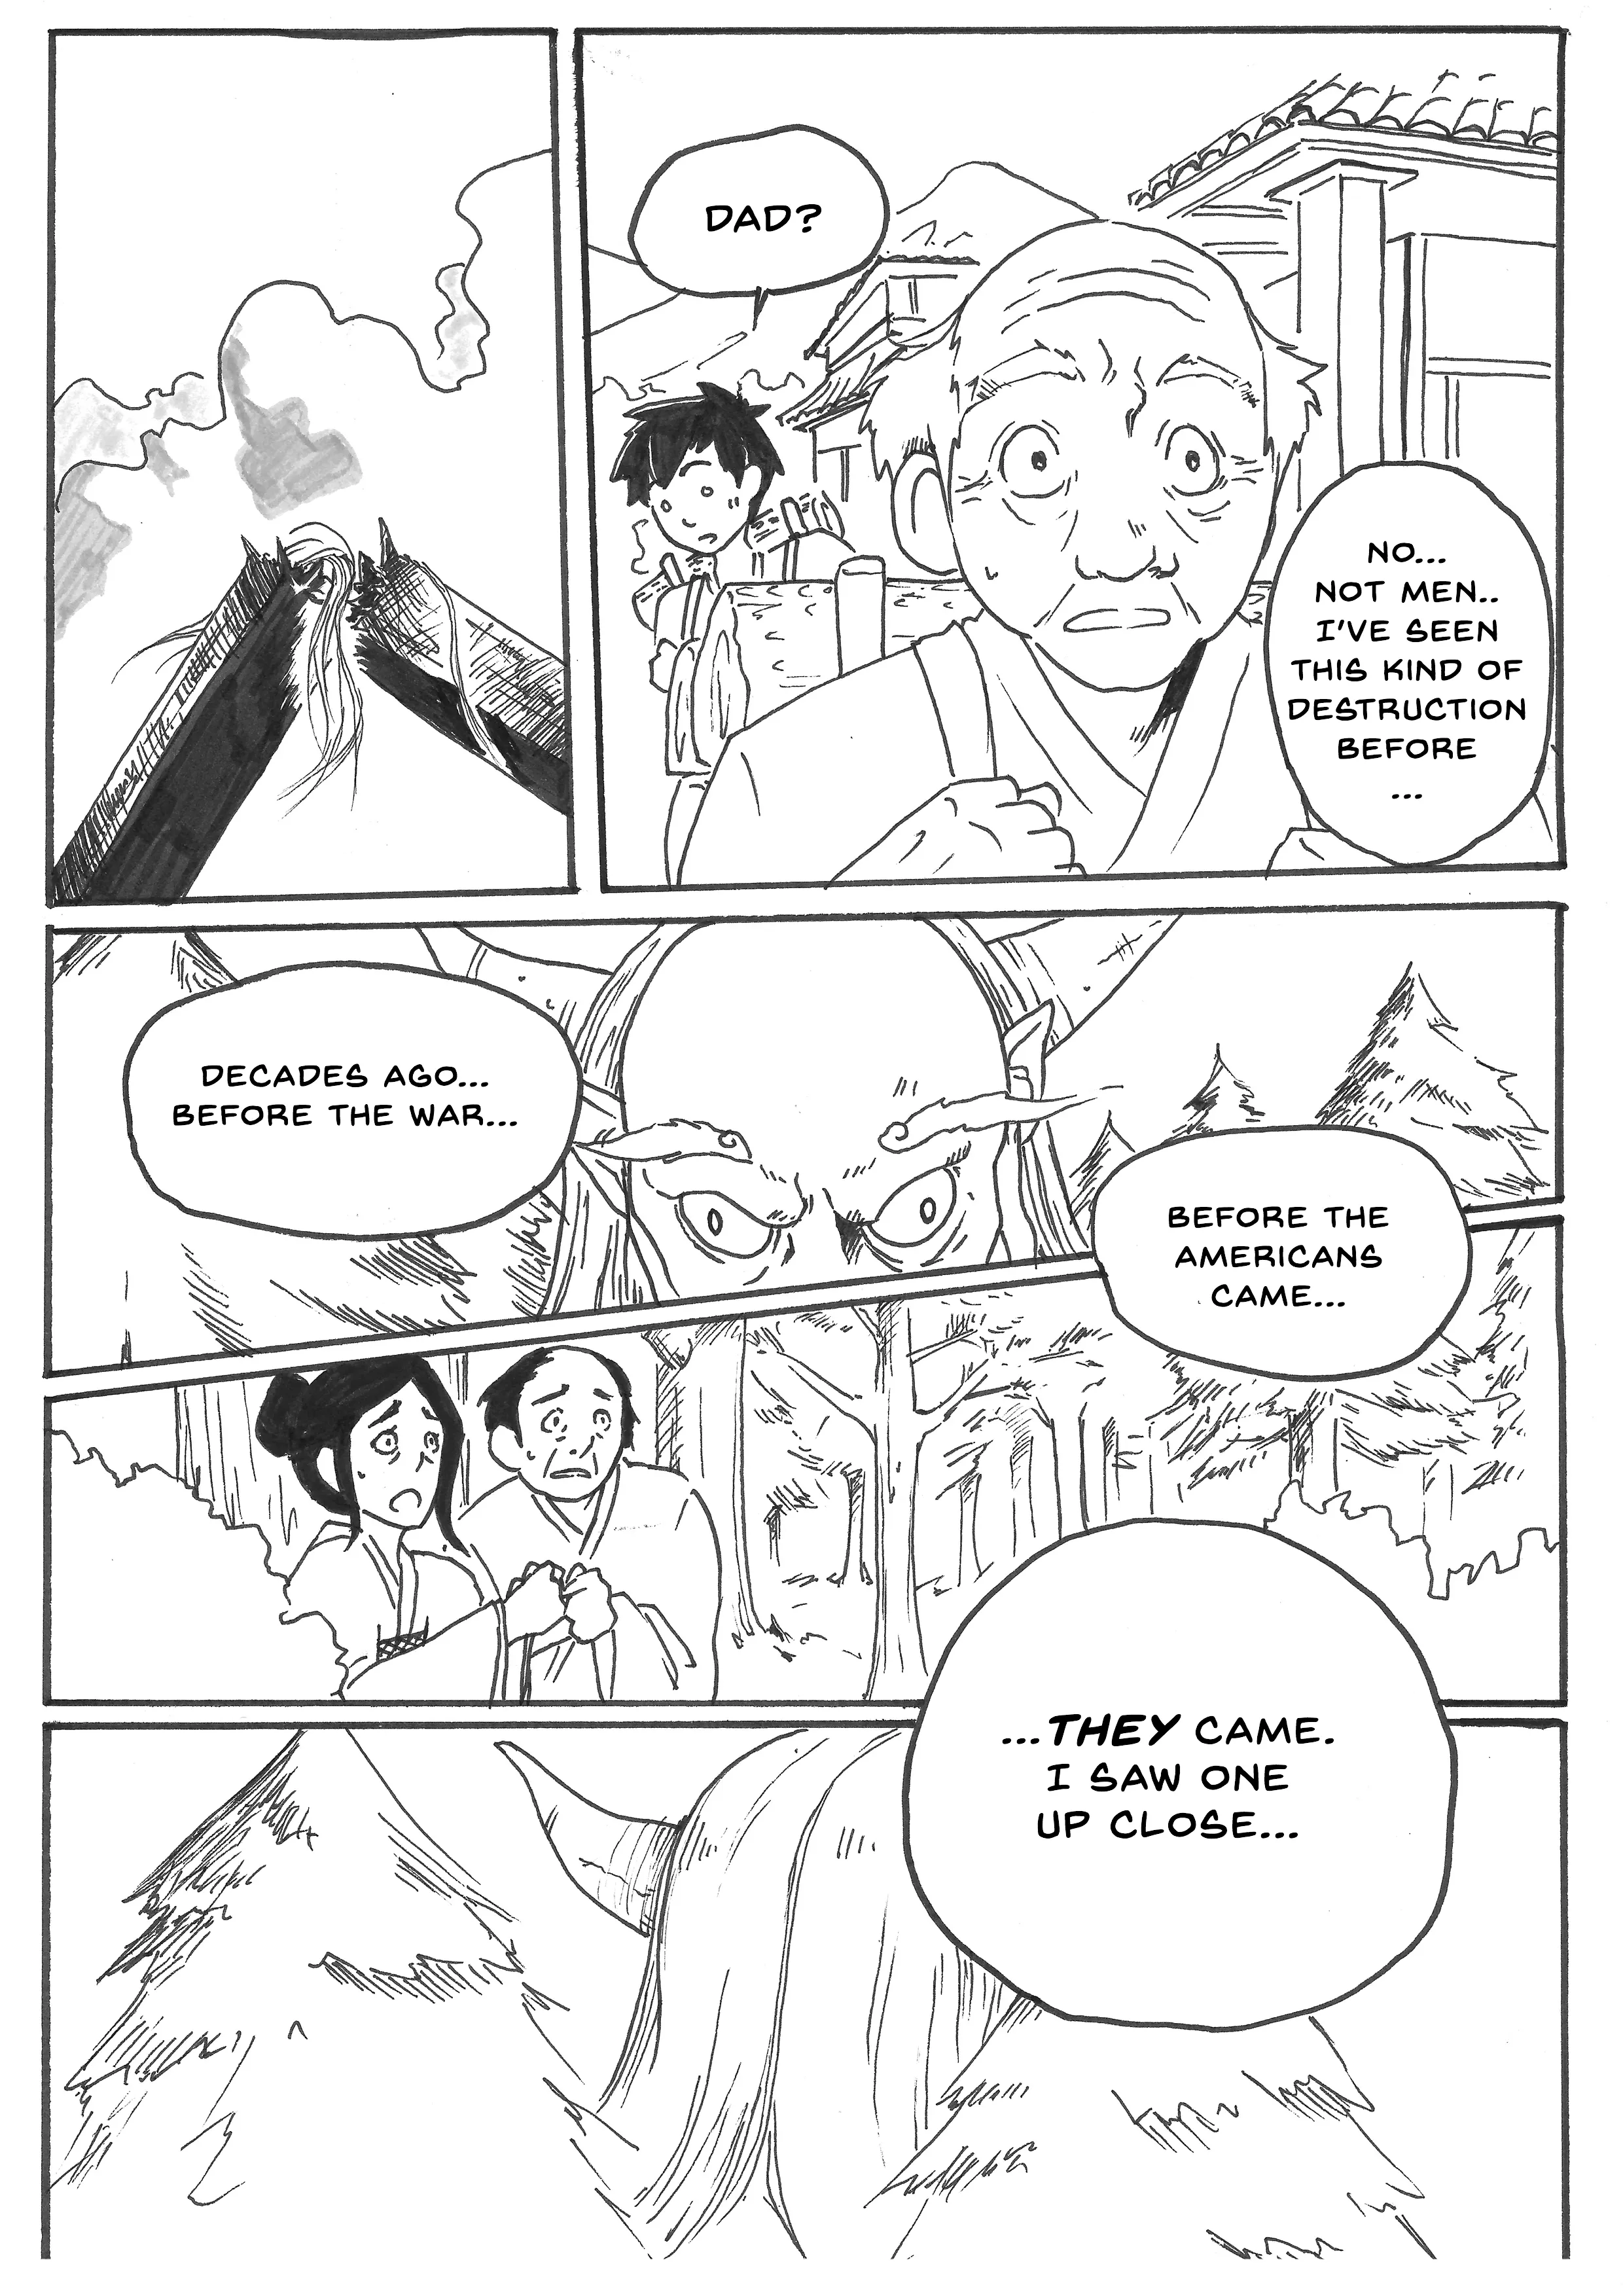 DAD?
NO...
NOT MEN..
I'VE SEEN
THIS KIND OF
DESTRUCTION
BEFORE
...
DECADES AGO...
BEFORE THE WAR...
BEFORE THE
AMERICANS
CAME...
...THEY CAME.
I SAW ONE
UP CLOSE...